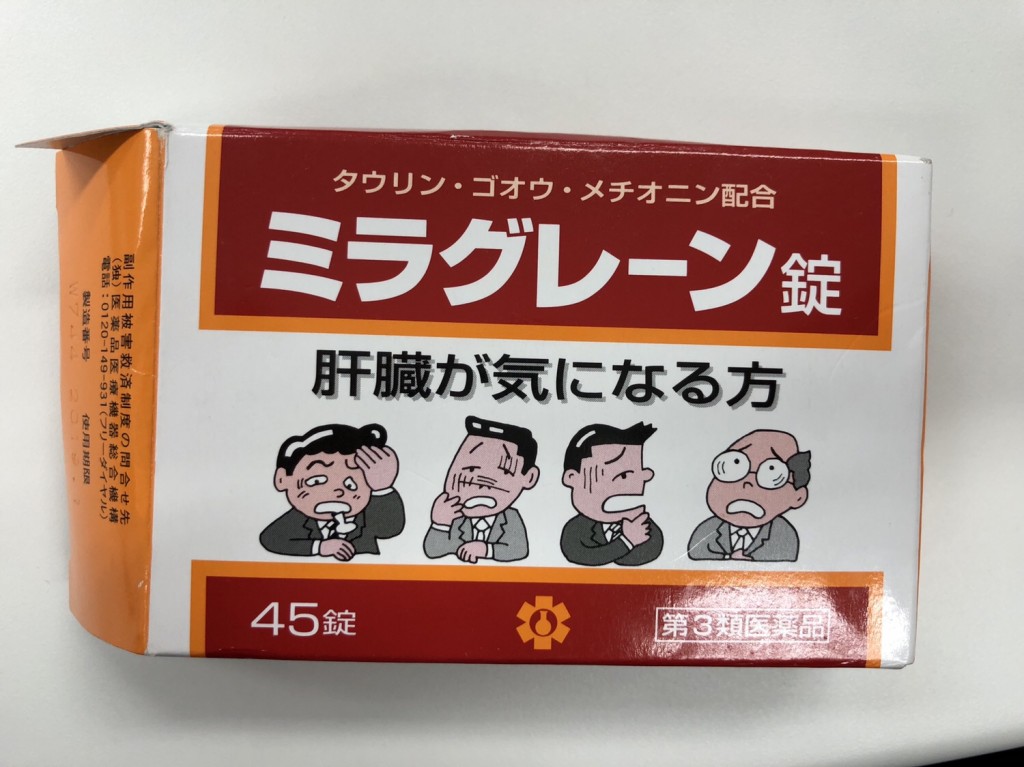 タウリン・ゴオウ・メチオニン配合
ミラグレーン錠
肝臓が気になる方
45錠
第3類医薬品
副作用被害救済制度の問合せ先
(独)医薬品医療機器総合機構
電話:0120-149-931(フリーダイヤル)
製造番号 使用期限